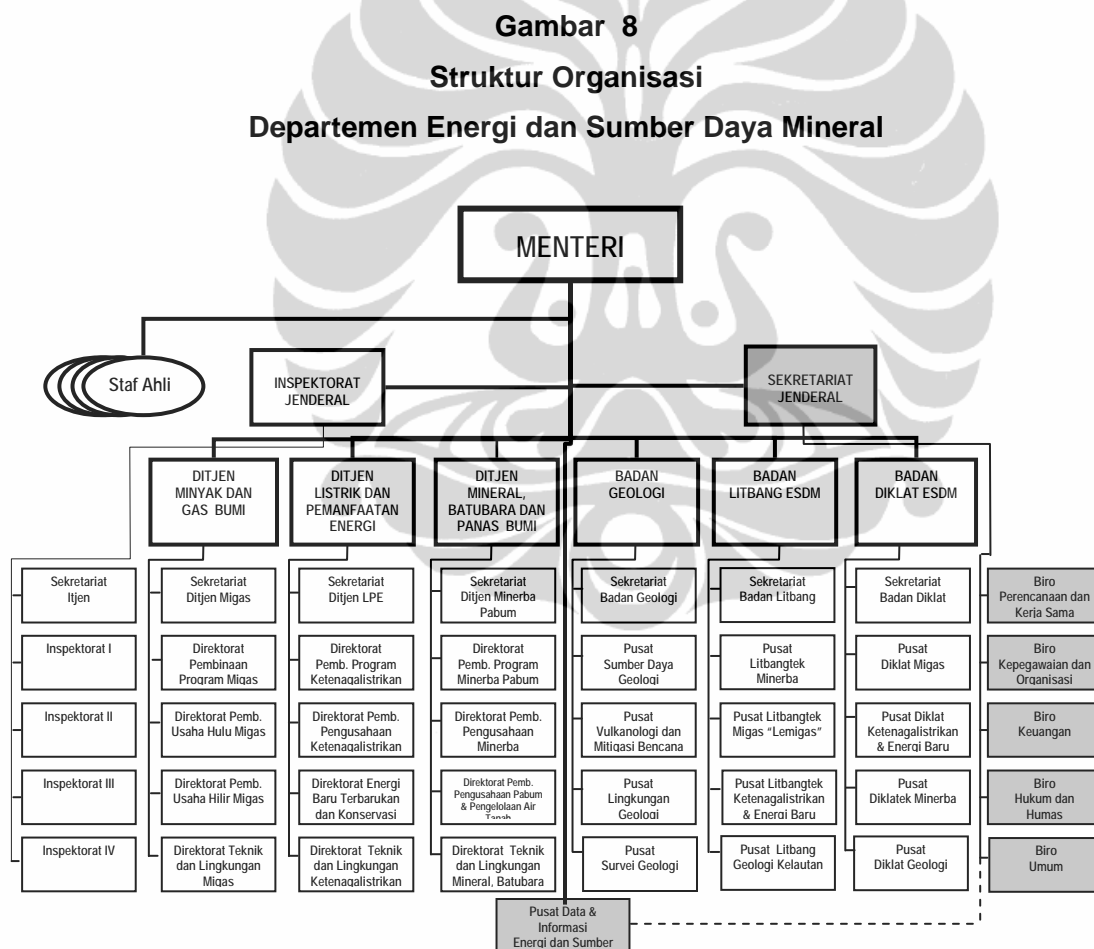 Gambar 8
Struktur Organisasi
Departemen Energi dan Sumber Daya Mineral
MENTERI
Staf Ahli
INSPEKTORAT
JENDERAL
SEKRETARIAT
JENDERAL
DITJEN
MINYAK DAN
GAS BUMI
DITJEN
LISTRIK DAN
PEMANFAATAN
ENERGI
DITJEN
MINERAL,
BATUBARA DAN
PANAS BUMI
BADAN
GEOLOGI
BADAN
LITBANG ESDM
BADAN
DIKLAT ESDM
Sekretariat
Itjen
Sekretariat
Ditjen Migas
Sekretariat
Ditjen LPE
Sekretariat
Ditjen Minerba
Pabum
Sekretariat
Badan Geologi
Sekretariat
Badan Litbang
Sekretariat
Badan Diklat
Biro
Perencanaan dan
Kerja Sama
Inspektorat I
Direktorat
Pembinaan
Program Migas
Direktorat
Pemb. Program
Ketenagalistrikan
Direktorat
Pemb. Program
Minerba Pabum
Pusat
Sumber Daya
Geologi
Pusat
Litbangtek
Minerba
Pusat
Diklat Migas
Biro
Kepegawaian dan
Organisasi
Inspektorat II
Direktorat Pemb.
Usaha Hulu Migas
Direktorat Pemb.
Pengusahaan
Ketenagalistrikan
Direktorat Pemb.
Pengusahaan
Minerba
Pusat
Vulkanologi dan
Mitigasi Bencana
Pusat Litbangtek
Migas “Lemigas”
Pusat Diklat
Ketenagalistrikan
& Energi Baru
Biro
Keuangan
Inspektorat III
Direktorat Pemb.
Usaha Hilir Migas
Direktorat Energi
Baru Terbarukan
dan Konservasi
Direktorat Pemb.
Pengusahaan Pabum
& Pengelolaan Air
Tanah
Pusat
Lingkungan
Geologi
Pusat Litbangtek
Ketenagalistrikan
& Energi Baru
Pusat
Diklatek Minerba
Biro
Hukum dan
Humas
Inspektorat IV
Direktorat Teknik
dan Lingkungan
Migas
Direktorat Teknik
dan Lingkungan
Ketenagalistrikan
Direktorat Teknik
dan Lingkungan
Mineral, Batubara
Pusat
Survei Geologi
Pusat Litbang
Geologi Kelautan
Pusat
Diklat Geologi
Biro
Umum
Pusat Data &
Informasi
Energi dan Sumber